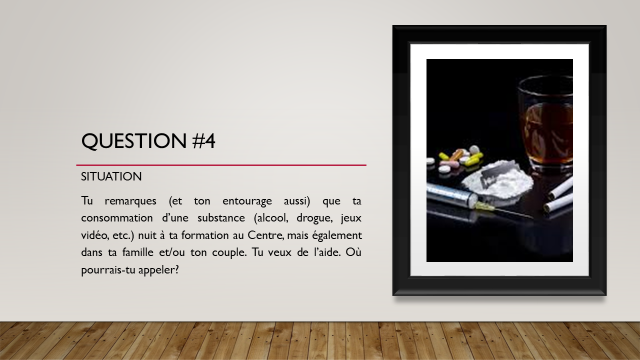 QUESTION #4
SITUATION
Tu remarques (et ton entourage aussi) que ta
consommation d'une substance (alcool, drogue, jeux
vidéo, etc.) nuit à ta formation au Centre, mais également
dans ta famille et/ou ton couple. Tu veux de l'aide. Où
pourrais-tu appeler?